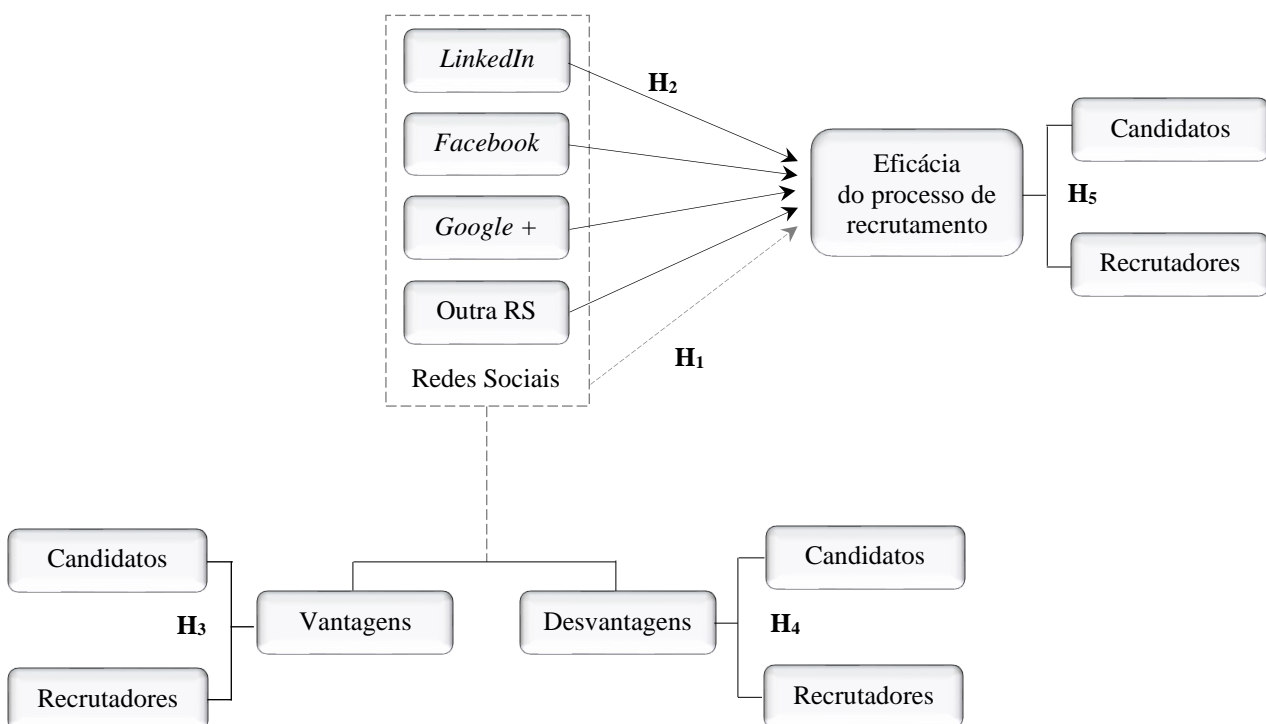 LinkedIn
H2
Facebook
Google +
Outra RS
Redes Sociais
H1
Eficácia
do processo de
recrutamento
Candidatos
H5
Recrutadores
Candidatos
H3
Recrutadores
Vantagens
Desvantagens
Candidatos
H4
Recrutadores